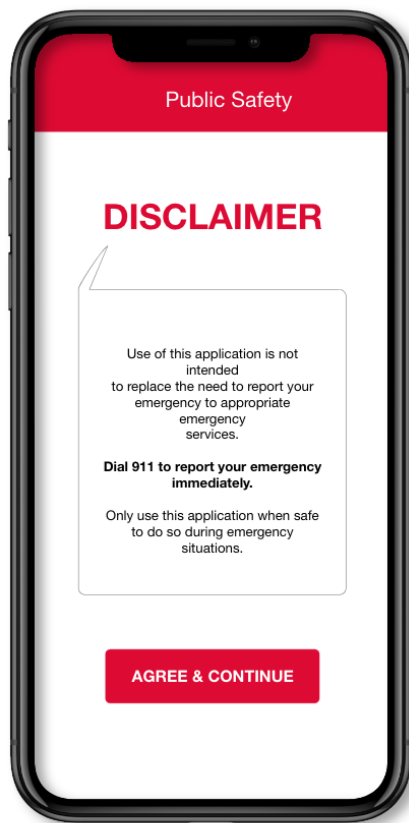 Public Safety
DISCLAIMER
Use of this application is not
intended
to replace the need to report your
emergency to appropriate
emergency
services.
Dial 911 to report your emergency
immediately.
Only use this application when safe
to do so during emergency
situations.
AGREE & CONTINUE